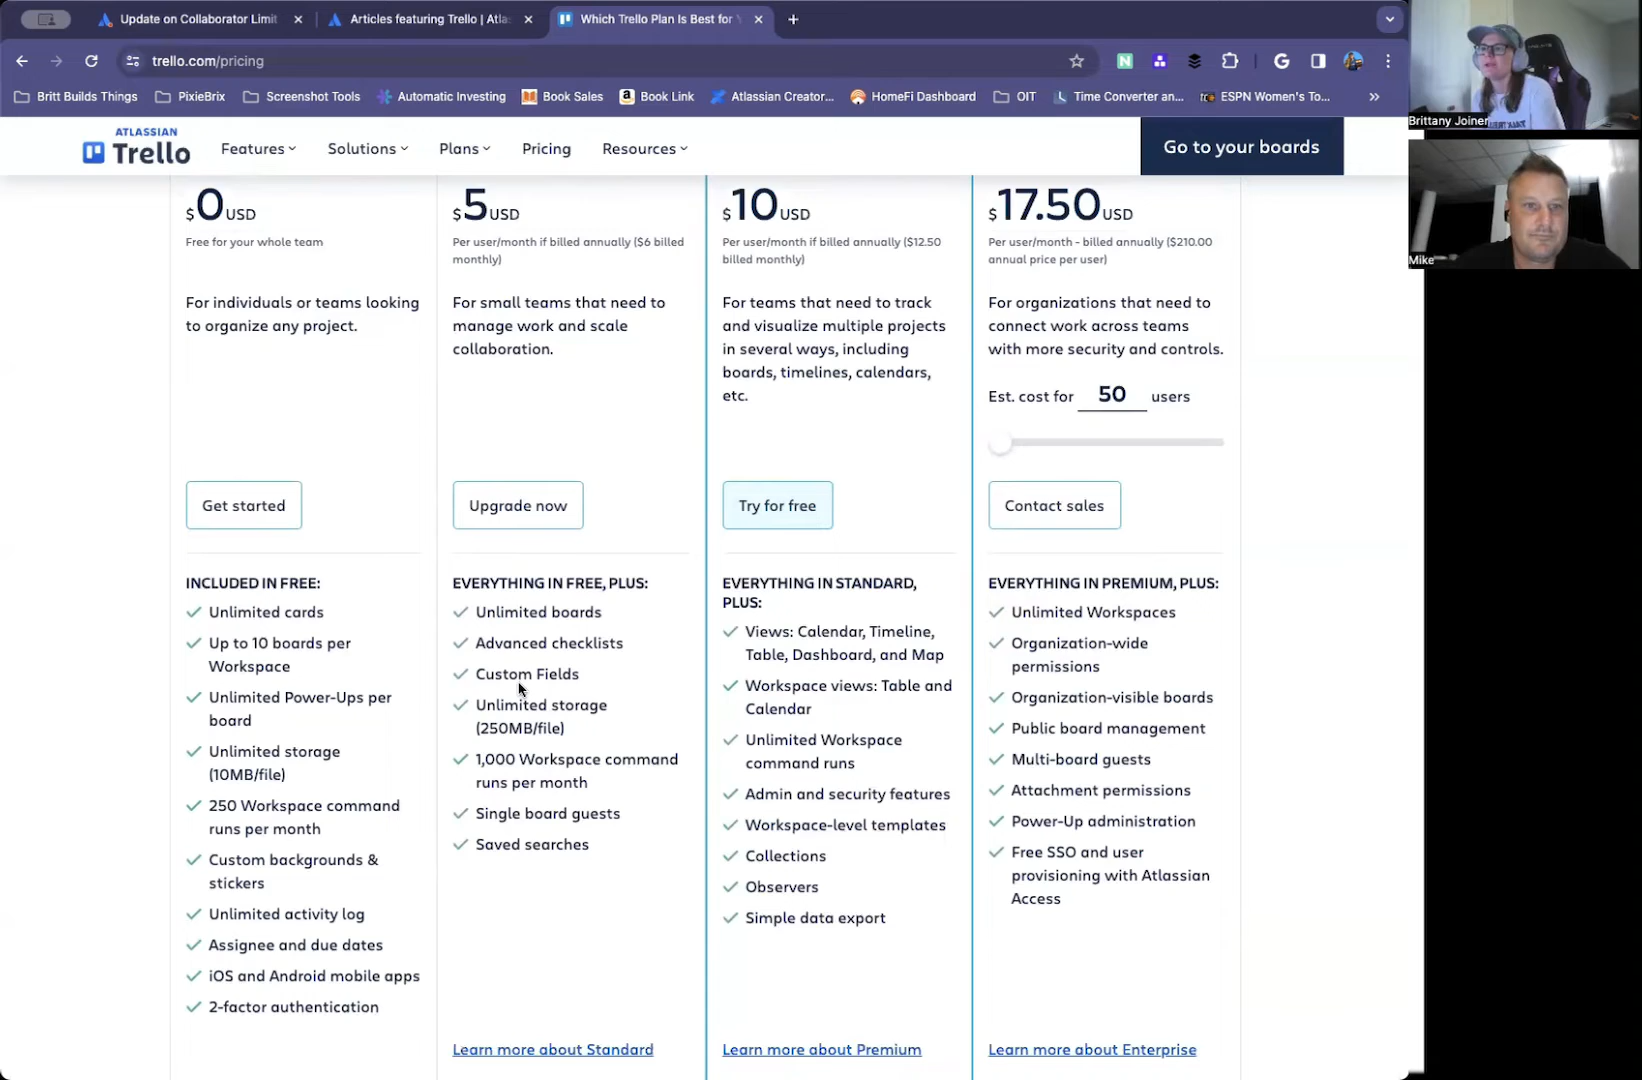 Update on Collaborator Limit
Articles featuring Trello | Atla
Which Trello Plan Is Best for
trello.com/pricing
Britt Builds Things
PixieBrix
Screenshot Tools
Automatic Investing
Book Sales
Book Link
Atlassian Creator...
HomeFi Dashboard
OIT
Time Converter an...
ESPN Women's To...
Brittany Joiner
Mike
ATLASSIAN
Trello
Features
Solutions
Plans
Pricing
Resources
Go to your boards
$0USD
Free for your whole team
For individuals or teams looking
to organize any project.
Get started
INCLUDED IN FREE:
Unlimited cards
Up to 10 boards per
Workspace
Unlimited Power-Ups per
board
Unlimited storage
(10MB/file)
250 Workspace command
runs per month
Custom backgrounds &
stickers
Unlimited activity log
Assignee and due dates
iOS and Android mobile apps
2-factor authentication
$5USD
Per user/month if billed annually ($6 billed
monthly)
For small teams that need to
manage work and scale
collaboration.
Upgrade now
EVERYTHING IN FREE, PLUS:
Unlimited boards
Advanced checklists
Custom Fields
Unlimited storage
(250MB/file)
1,000 Workspace command
runs per month
Single board guests
Saved searches
Learn more about Standard
$10USD
Per user/month if billed annually ($12.50
billed monthly)
For teams that need to track
and visualize multiple projects
in several ways, including
boards, timelines, calendars,
etc.
Try for free
EVERYTHING IN STANDARD,
PLUS:
Views: Calendar, Timeline,
Table, Dashboard, and Map
Workspace views: Table and
Calendar
Unlimited Workspace
command runs
Admin and security features
Workspace-level templates
Collections
Observers
Simple data export
Learn more about Premium
$17.50USD
Per user/month - billed annually ($210.00
annual price per user)
For organizations that need to
connect work across teams
with more security and controls.
Est. cost for 50 users
Contact sales
EVERYTHING IN PREMIUM, PLUS:
Unlimited Workspaces
Organization-wide
permissions
Organization-visible boards
Public board management
Multi-board guests
Attachment permissions
Power-Up administration
Free SSO and user
provisioning with Atlassian
Access
Learn more about Enterprise